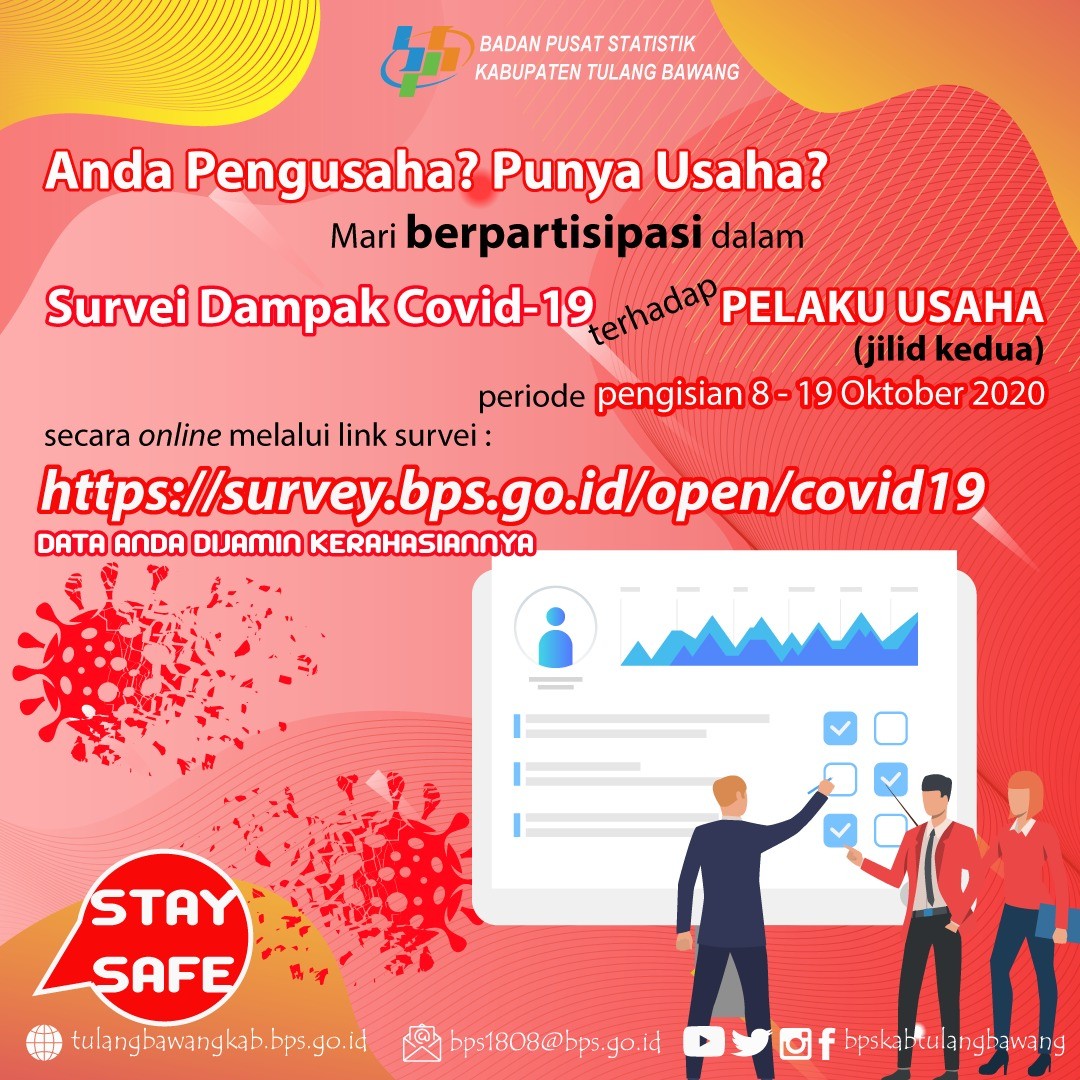 BADAN PUSAT STATISTIK
KABUPATEN TULANG BAWANG
Anda Pengusaha? Punya Usaha?
Mari berpartisipasi dalam
Survei Dampak Covid-19 terhadap PELAKU USAHA
(jilid kedua)
periode pengisian 8 - 19 Oktober 2020
secara online melalui link survei :
https://survey.bps.go.id/open/covid19
DATA ANDA DIJAMIN KERAHASIANNYA
STAY
SAFE
tulangbawangkab.bps.go.id bps1808@bps.go.id bpskabtulangbawang